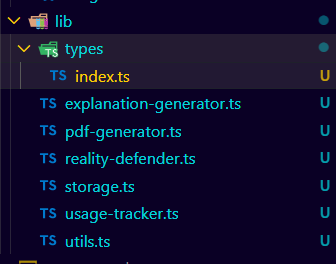 lib
types
TS index.ts U
TS explanation-generator.ts U
TS pdf-generator.ts U
TS reality-defender.ts U
TS storage.ts U
TS usage-tracker.ts U
TS utils.ts U